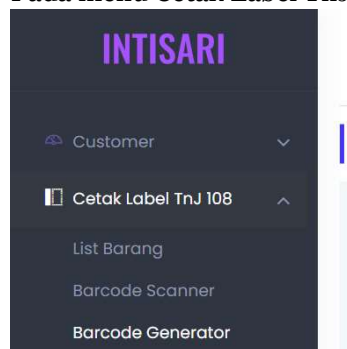 INTISARI
Customer
Cetak Label TnJ 108
List Barang
Barcode Scanner
Barcode Generator